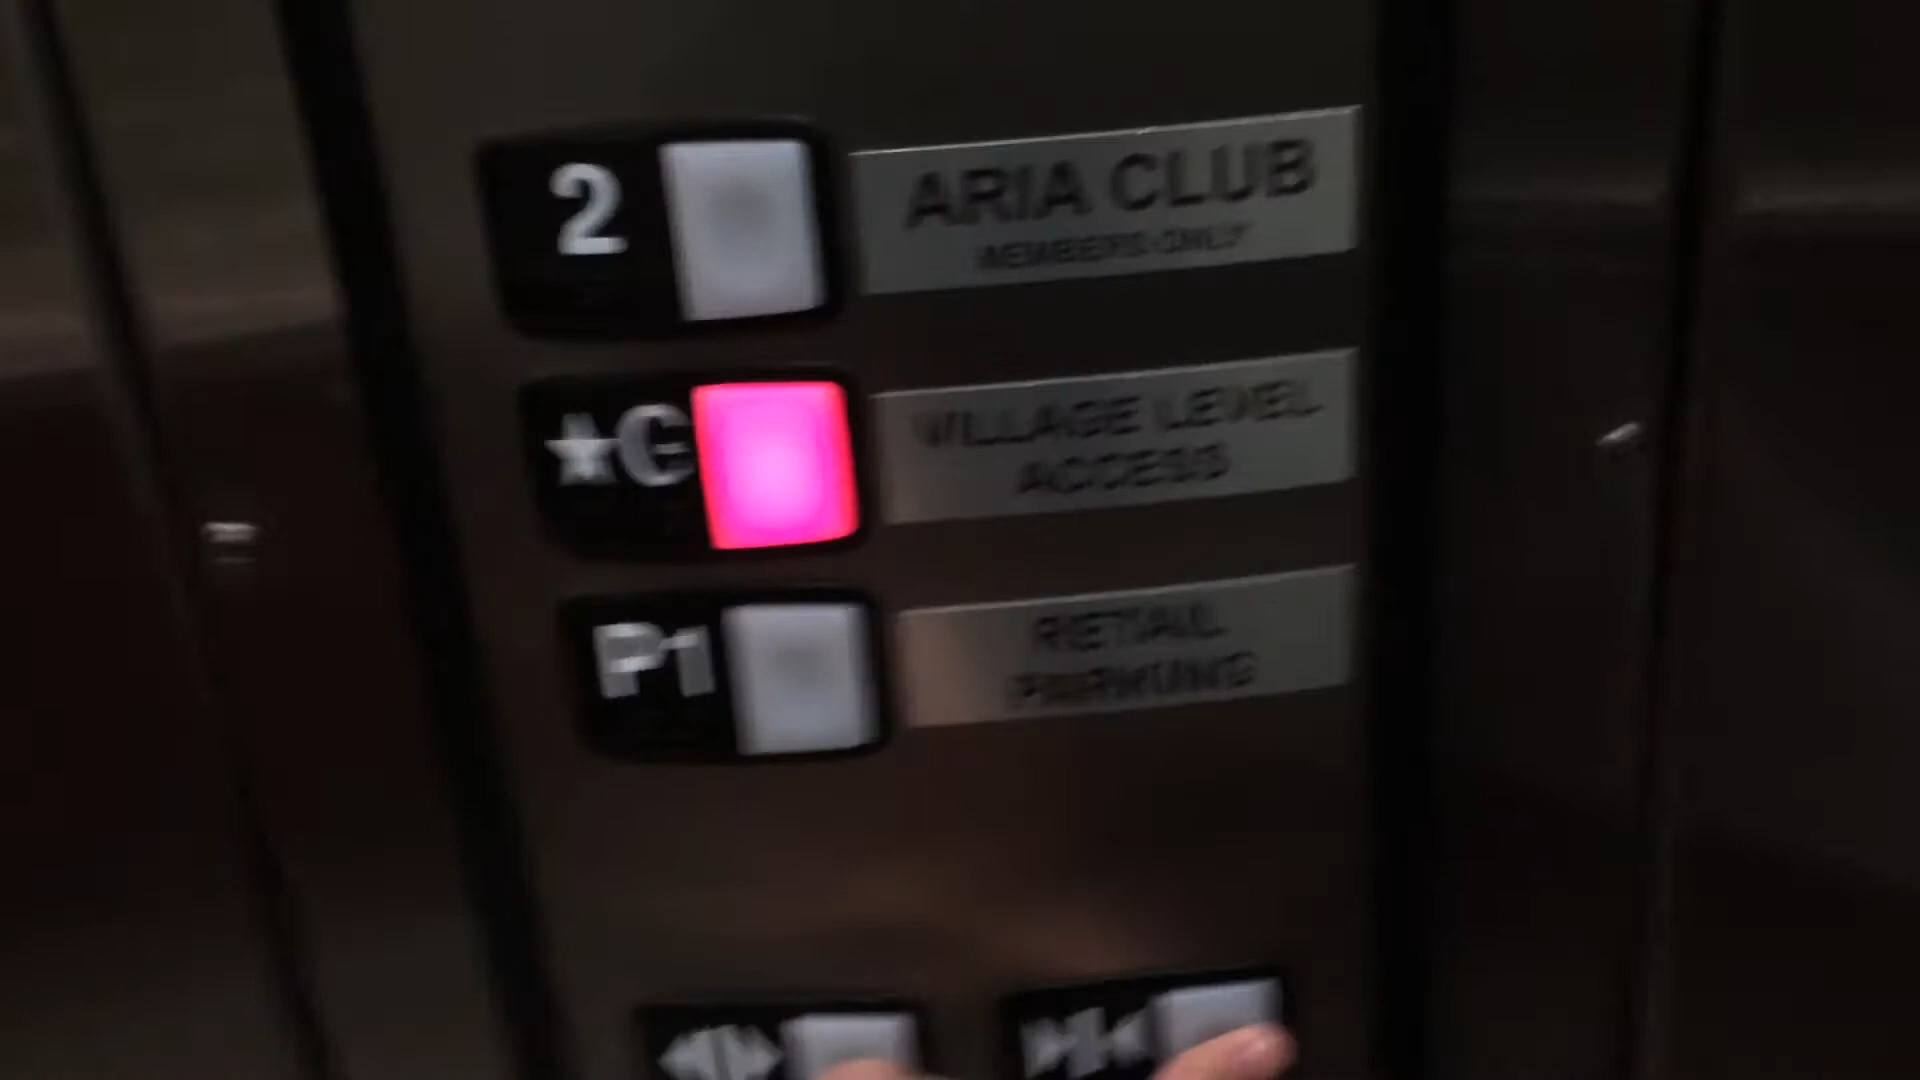 2 ARIA CLUB
MEMBERS ONLY
★G VILLAGE LEVEL
ACCESS
P1 RETAIL
PARKING